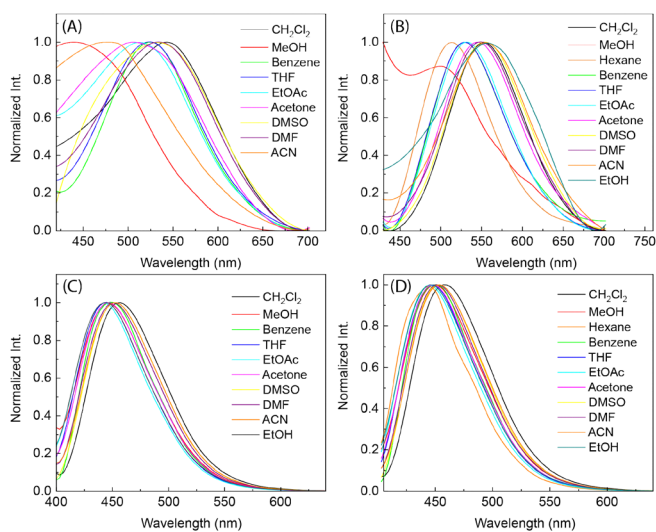 (A)
CH₂Cl₂
MeOH
Benzene
THF
EtOAc
Acetone
DMSO
DMF
ACN
Normalized Int.
1.0
0.8
0.6
0.4
0.2
0.0
450 500 550 600 650 700
Wavelength (nm)
(B)
CH₂Cl₂
MeOH
Hexane
Benzene
THF
EtOAc
Acetone
DMSO
DMF
ACN
EtOH
Normalized Int.
1.0
0.8
0.6
0.4
0.2
0.0
450 500 550 600 650 700 750
Wavelength (nm)
(C)
CH₂Cl₂
MeOH
Benzene
THF
EtOAc
Acetone
DMSO
DMF
ACN
EtOH
Normalized Int.
1.0
0.8
0.6
0.4
0.2
0.0
400 450 500 550 600
Wavelength (nm)
(D)
CH₂Cl₂
MeOH
Hexane
Benzene
THF
EtOAc
Acetone
DMSO
DMF
ACN
EtOH
Normalized Int.
1.0
0.8
0.6
0.4
0.2
0.0
450 500 550 600
Wavelength (nm)